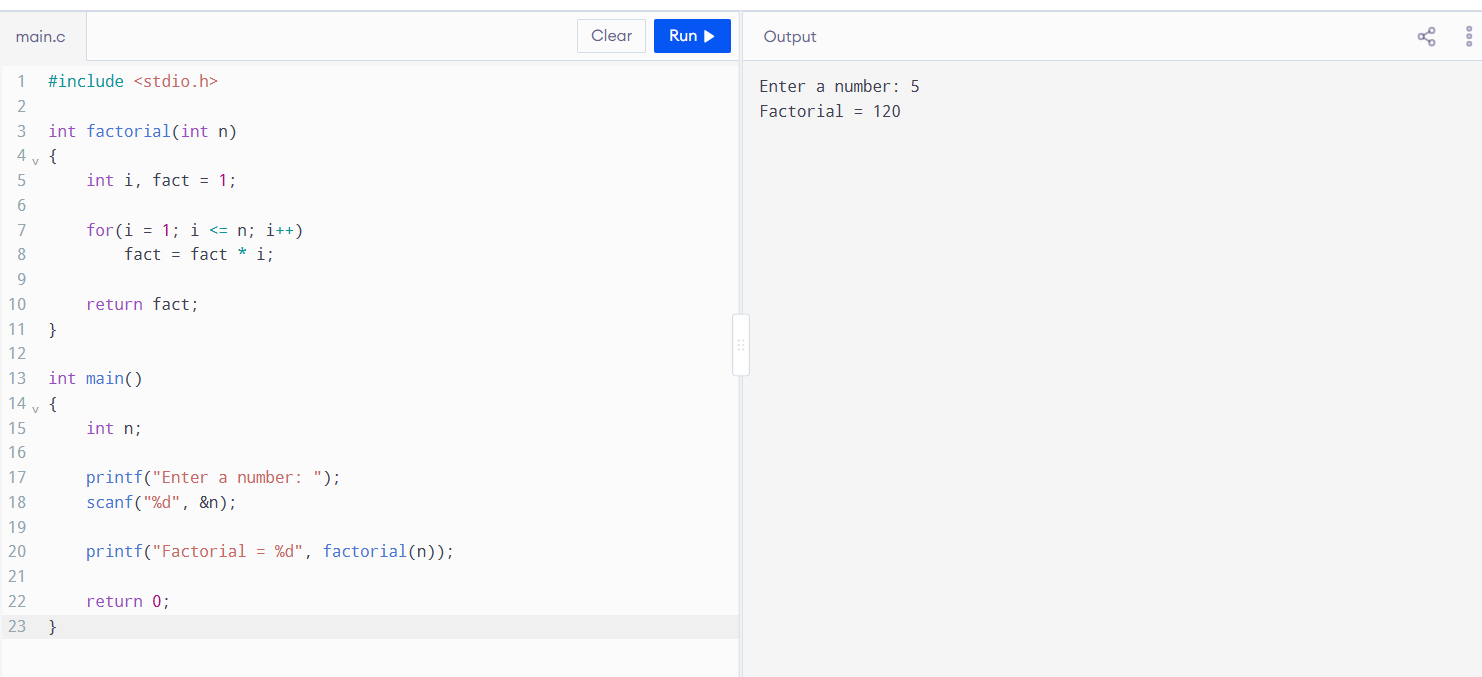 main.c
Clear
Run
Output
1 #include <stdio.h>
2
3 int factorial(int n)
4 {
5     int i, fact = 1;
6
7     for(i = 1; i <= n; i++)
8         fact = fact * i;
9
10     return fact;
11 }
12
13 int main()
14 {
15     int n;
16
17     printf("Enter a number: ");
18     scanf("%d", &n);
19
20     printf("Factorial = %d", factorial(n));
21
22     return 0;
23 }
Enter a number: 5
Factorial = 120